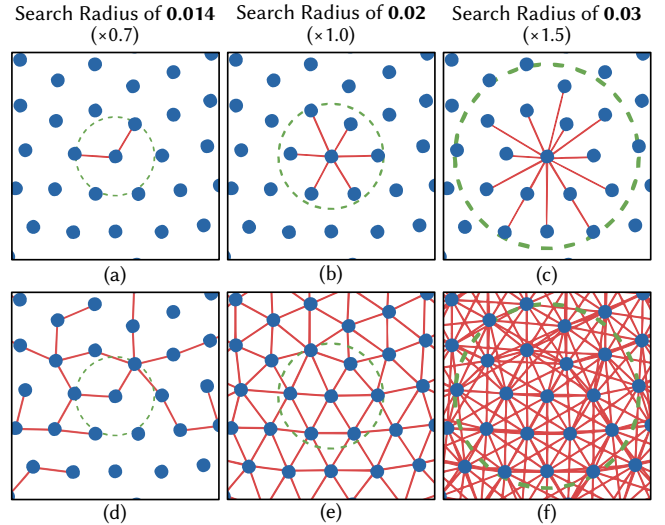 Search Radius of 0.014 Search Radius of 0.02 Search Radius of 0.03
(×0.7) (×1.0) (×1.5)
(a) (b) (c)
(d) (e) (f)